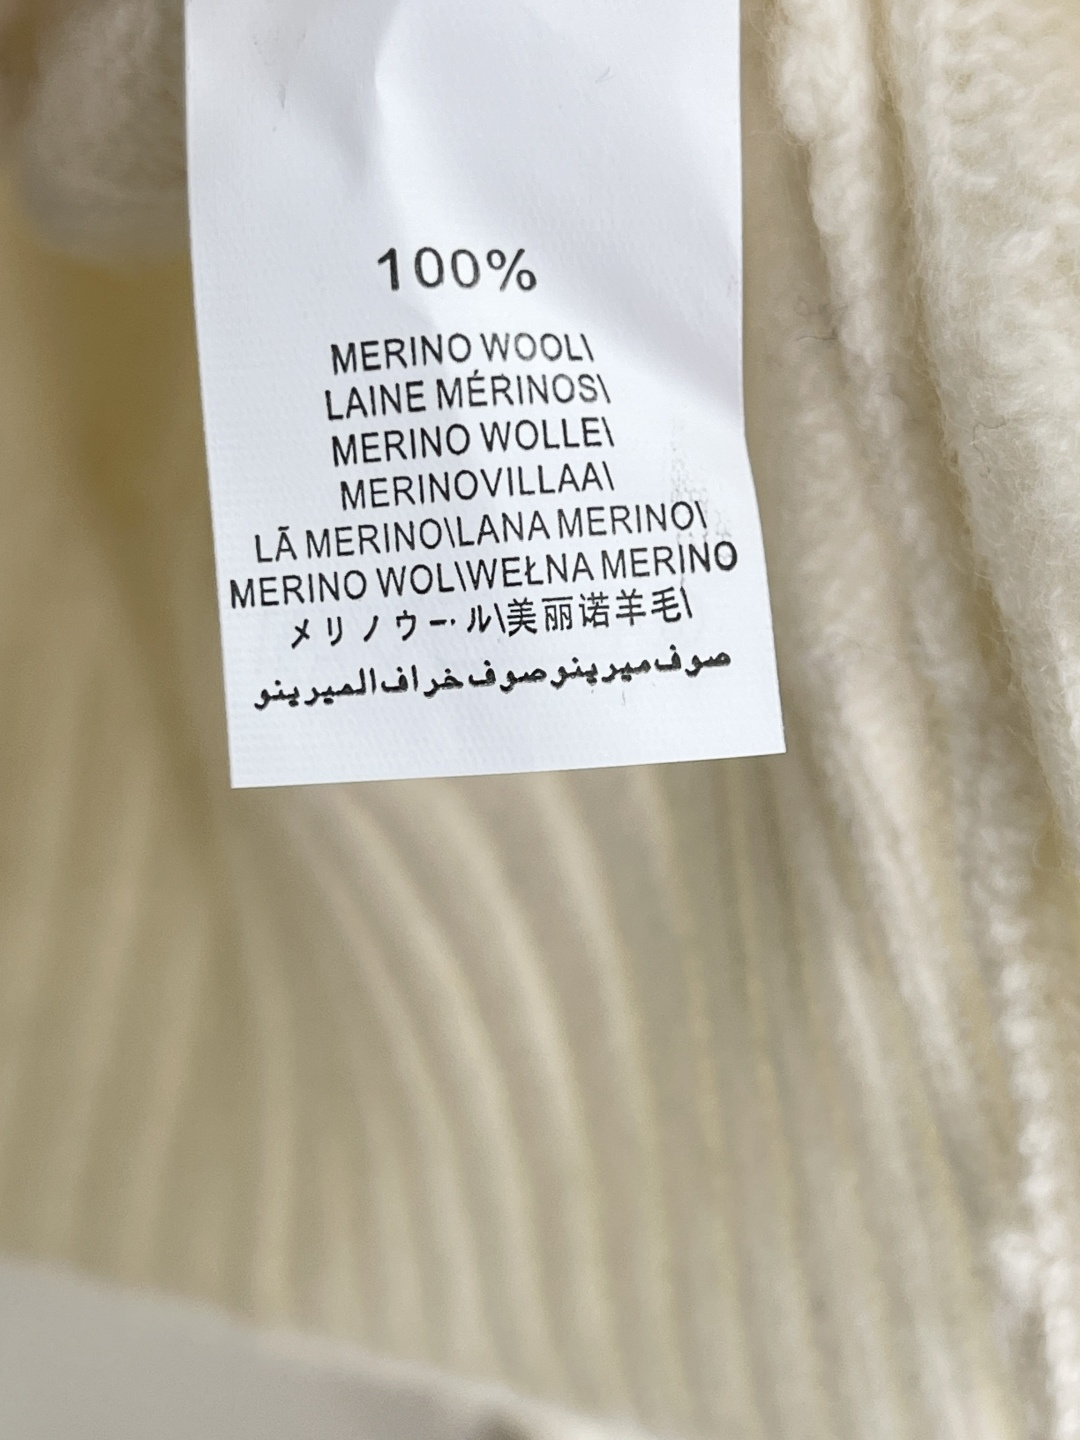 100%
MERINO WOOL\
LAINE MÉRINOS\
MERINO WOLLE\
MERINOVILLAA\
LÃ MERINO\LANA MERINO\
MERINO WOL\WEŁNA MERINO
メリノウー·ル\美丽诺羊毛\
صوف ميرينو صوف خراف الميرينو